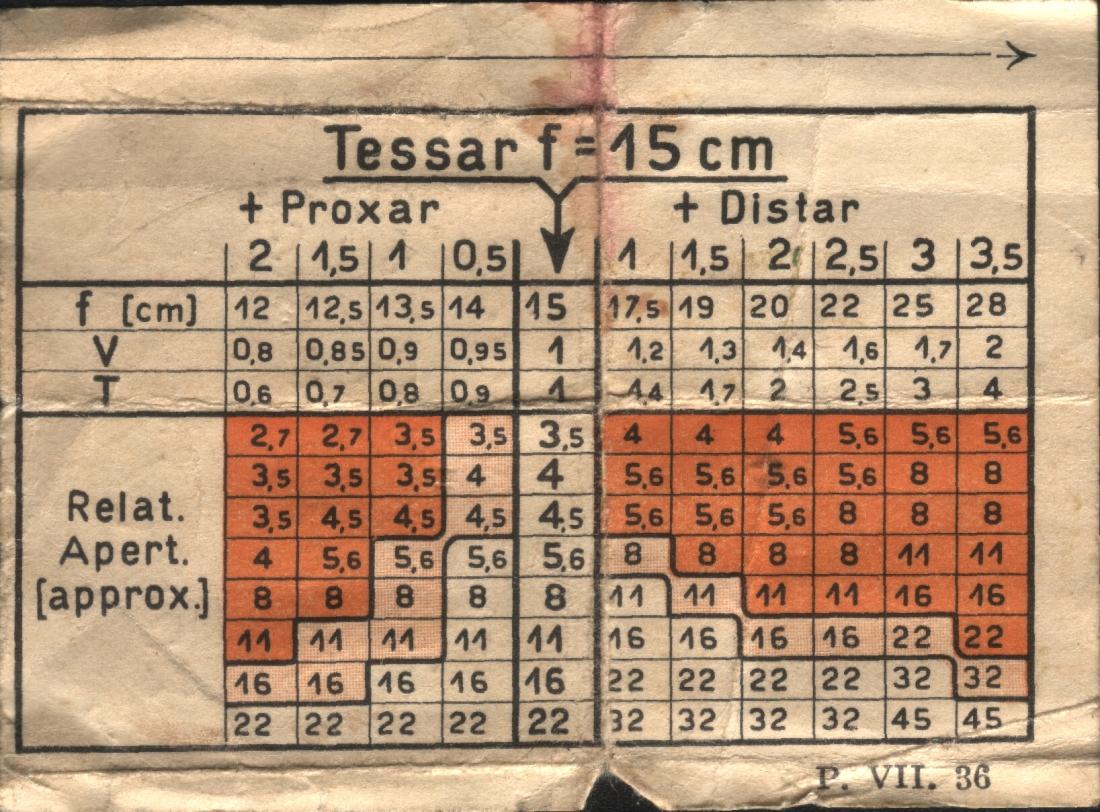 Tessar f = 15 cm
+ Proxar + Distar
2 1,5 1 0,5 1 1,5 2 2,5 3 3,5
f [cm] 12 12,5 13,5 14 15 17,5 19 20 22 25 28
V 0,8 0,85 0,9 0,95 1 1,2 1,3 1,4 1,6 1,7 2
T 0,6 0,7 0,8 0,9 1 1,4 1,7 2 2,5 3 4
2,7 2,7 3,5 3,5 3,5 4 4 4 5,6 5,6 5,6
3,5 3,5 3,5 4 4 5,6 5,6 5,6 5,6 8 8
Relat. 3,5 4,5 4,5 4,5 4,5 5,6 5,6 5,6 8 8 8
Apert. 4 5,6 5,6 5,6 5,6 8 8 8 8 11 11
[approx.] 8 8 8 8 8 11 11 11 11 16 16
11 11 11 11 11 16 16 16 16 22 22
16 16 16 16 16 22 22 22 22 32 32
22 22 22 22 22 32 32 32 32 45 45
P. VII. 36